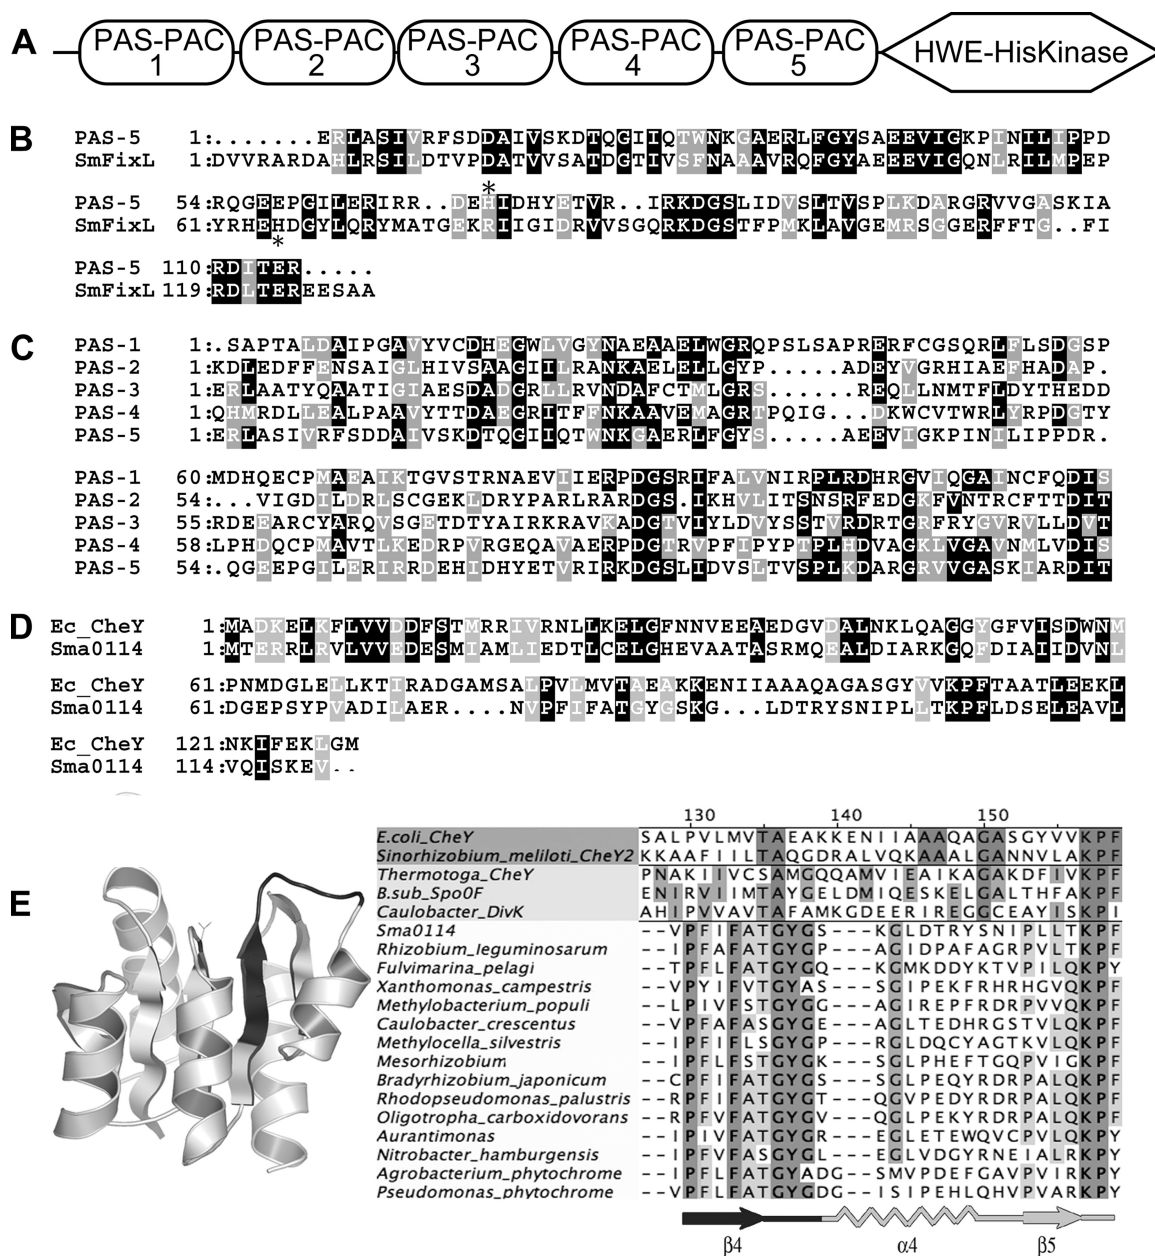 A
PAS-PAC 1 PAS-PAC 2 PAS-PAC 3 PAS-PAC 4 PAS-PAC 5 HWE-HisKinase
B
PAS-5 1:.......ERLASIVRFSDDAIVSKDTQGIIQTWNKGAERLFGYSAEEVIGKPINILIPPD
SmFixL 1:DVVRARDAHLRSILDTVPDATVVSATDGTIVSFNAAAVRQFGYAEEEVIGQNLRILMPEP
*
PAS-5 54:RQGEEPGILERIRR..DEHIDHYETVR..IRKDGSLIDVSLTVSPLKDARGRVVGASKIA
SmFixL 61:YRHEHDGYLQRYMATGEKRIIGIDRVVSGQRKDGSTFPMKLAVGEMRSGGERFFTG..FI
*
PAS-5 110:RDITER.....
SmFixL 119:RDLTEREESAA
C
PAS-1 1:.SAPTALDAIPGAVYVCDHEGWLVGYNAEAAELWGRQPSLSAPRERFCGSQRLFLSDGSP
PAS-2 1:KDLEDFFENSAIGLHIVSAAGIILRANKAELELLGYP.....ADEYVGRHIAEFHADAP.
PAS-3 1:ERLAATYQAATIGIAESDADGRLLRVNDAFCTMLGRS......REQLLNMTFLDYTHEDD
PAS-4 1:QHMRDLLEALPAAVYTTDAEGRITFFNKAAVEMAGRTPQIG..DKWCVTWRLYRPDGTY
PAS-5 1:ERLASIVRFSDDAIVSKDTQGIIQTWNKGAERLFGYS.....AEEVIGKPINILIPPDR.
PAS-1 60:MDHQECPMAEAIKTGVSTRNAEVIIERPDGSRIFALVNIRPLRDHRGVIQGAINCFQDIS
PAS-2 54:...VIGDILDRLSCGEKLDRYPARLRARDGS.IKHVLITSNSRFEDGKFVNTRCFTTDIT
PAS-3 55:RDEEARCYARQVSGETDTYAIRKRAVKADGTVIYLDVYSSTVRDRTGRFRYGVRVLLDVT
PAS-4 58:LPHDQCPMAVTLKEDRPVRGEQAVAERPDGTRVPFIPYPTPLHDVAGKLVGAVNMLVDIS
PAS-5 54:.QGEEPGILERIRRDEHIDHYETVRIRKDGSLIDVSLTVSPLKDARGRVVGASKIARDIT
D
Ec_CheY 1:MADKELKFLVVDDFSTMRRIVRNLLKELGFNNVEEAEDGVDALNKLQAGGYGFVISDWNM
Sma0114 1:MTERRLRVLVVEDESMIAMLIEDTLCELGHEVAATASRMQEALDIARKGQFDIAIIDVNL
Ec_CheY 61:PNMDGLELLKTIRADGAMSALPVLMVTAEAKKENIIAAAQAGASGYVVKPFTAATLEEKL
Sma0114 61:DGEPSYPVADILAER....NVPFIFATGYGSKG...LDTRYSNIPLLTKPFLDSELEAVL
Ec_CheY 121:NKIFEKLGM
Sma0114 114:VQISKEV..
E
130 140 150
E.coli_CheY SALPVLMVTAEAKKENIIAAAQAGASGYVVKPF
Sinorhizobium_meliloti_CheY2 KKAAFIILTAQGDRALVQKAAALGANNVLAKPF
Thermotoga_CheY PNAKIIVCSAMGQQAMVIEAIKAGAKDFIVKPF
B.sub_Spo0F ENIRVIIMTAYGELDMIQESKELGALTHFAKPF
Caulobacter_DivK AHIPVVAVTAFAMKGDEERIREGGCEAYISKPI
Sma0114 --VPFIFATGYGS---KGLDTRYSNIPLLTKPF
Rhizobium_leguminosarum --IPFIFATGYGA---AGIDPAFAGRPVLTKPF
Fulvimarina_pelagi --TPFLFATGYGQ---KGMKDDYKTVPILQKPY
Xanthomonas_campestris --VPYIFVTGYAS---SGIPEKFRHRHGVQKPF
Methylobacterium_populi --LPIVFSTGYGG---AGIREPFRDRPVVQKPF
Caulobacter_crescentus --VPFAFASGYGE---AGLTEDHRGSTVLQKPF
Methylocella_silvestris --IPFIFLSGYGP---RGLDQCYAGTKVLQKPF
Mesorhizobium --IPFLFSTGYGK---SGLPHEFTGQPVIGKPF
Bradyrhizobium_japonicum --CPFIFATGYGS---SGLPEQYRDRPALQKPF
Rhodopseudomonas_palustris --RPFIFATGYGT---QGVPEQYRDRPVLQKPF
Oligotropha_carboxidovorans --RPFVFATGYGV---QGLPEKYRDRPALQKPF
Aurantimonas --IPIVFATGYGR---EGLETEWQVCPVLQKPY
Nitrobacter_hamburgensis --IPFVFASGYGL---EGLVDGYRNEIALRKPY
Agrobacterium_phytochrome --VPFLFATGYADG--SMVPDEFGAVPVIRKPY
Pseudomonas_phytochrome --VPFIFATGYGDG--ISIPEHLQHVPVARKPY
β4 α4 β5